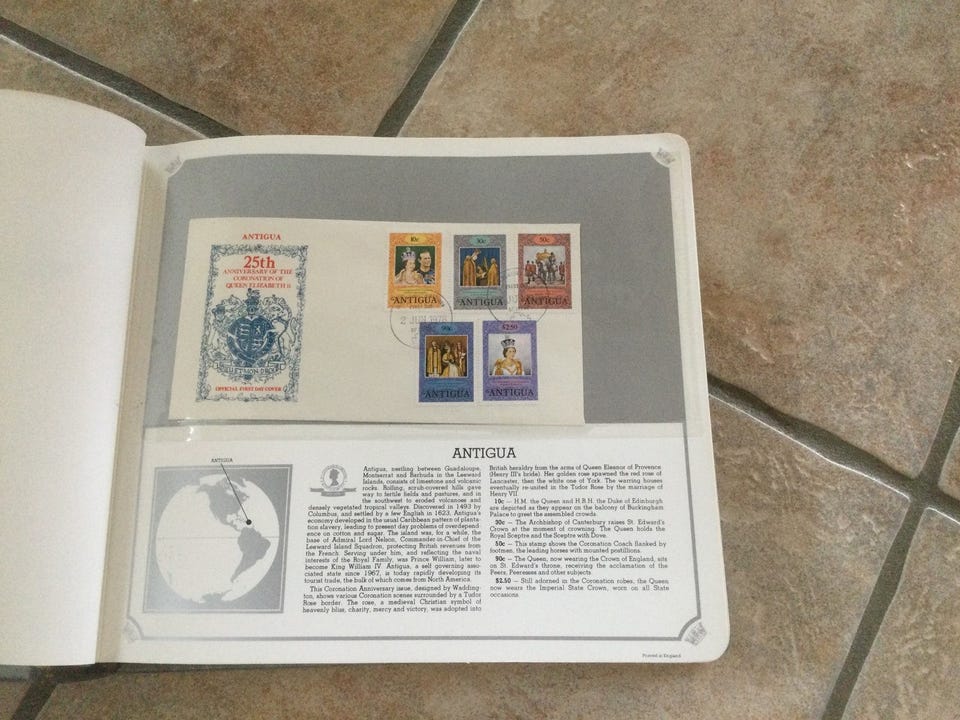 ANTIGUA
25th
ANNIVERSARY OF THE
CORONATION OF
QUEEN ELIZABETH II
OFFICIAL FIRST DAY COVER
10c
ANTIGUA
30c
ANTIGUA
50c
ANTIGUA
2 JUN 1978
90c
ANTIGUA
$2.50
ANTIGUA
ANTIGUA
ANTIGUA
Antigua, nestling between Guadaloupe,
Montserrat and Barbuda in the Leeward
Islands, consists of limestone and volcanic
rocks. Rolling, scrub-covered hills gave
way to fertile fields and pastures, and in
the southwest to eroded volcanoes and
densely vegetated tropical valleys. Discovered in 1493 by
Columbus, and settled by a few English in 1623, Antigua's
economy developed in the usual Caribbean pattern of planta-
tion slavery, leading to present day problems of overdepend-
ence on cotton and sugar. The island was, for a while, the
base of Admiral Lord Nelson, Commander-in-Chief of the
Leeward Island Squadron, protecting British revenues from
the French. Serving under him, and reflecting the naval
interests of the Royal Family, was Prince William, later to
become King William IV. Antigua, a self governing asso-
ciated state since 1967, is today rapidly developing its
tourist trade, the bulk of which comes from North America.
This Coronation Anniversary issue, designed by Wadding-
ton, shows various Coronation scenes surrounded by a Tudor
Rose border. The rose, a medieval Christian symbol of
heavenly bliss, charity, mercy and victory, was adopted into
British heraldry from the arms of Queen Eleanor of Provence
(Henry III's bride). Her golden rose spawned the red rose of
Lancaster, then the white one of York. The warring houses
eventually re-united in the Tudor Rose by the marriage of
Henry VII.
10c — H.M. the Queen and H.R.H. the Duke of Edinburgh
are depicted as they appear on the balcony of Buckingham
Palace to greet the assembled crowds.
30c — The Archbishop of Canterbury raises St. Edward's
Crown at the moment of crowning. The Queen holds the
Royal Sceptre and the Sceptre with Dove.
50c — This stamp shows the Coronation Coach flanked by
footmen, the leading horses with mounted postillions.
90c — The Queen, now wearing the Crown of England, sits
on St. Edward's throne, receiving the acclamation of the
Peers, Peeresses and other subjects.
$2.50 — Still adorned in the Coronation robes, the Queen
now wears the Imperial State Crown, worn on all State
occasions.
Printed in England